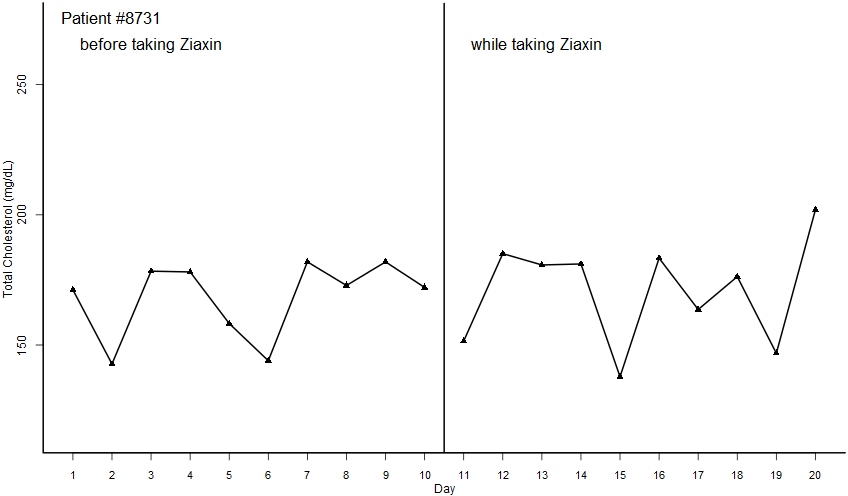 Patient #8731
before taking Ziaxin
while taking Ziaxin
Total Cholesterol (mg/dL)
250
200
150
1 2 3 4 5 6 7 8 9 10 11 12 13 14 15 16 17 18 19 20
Day